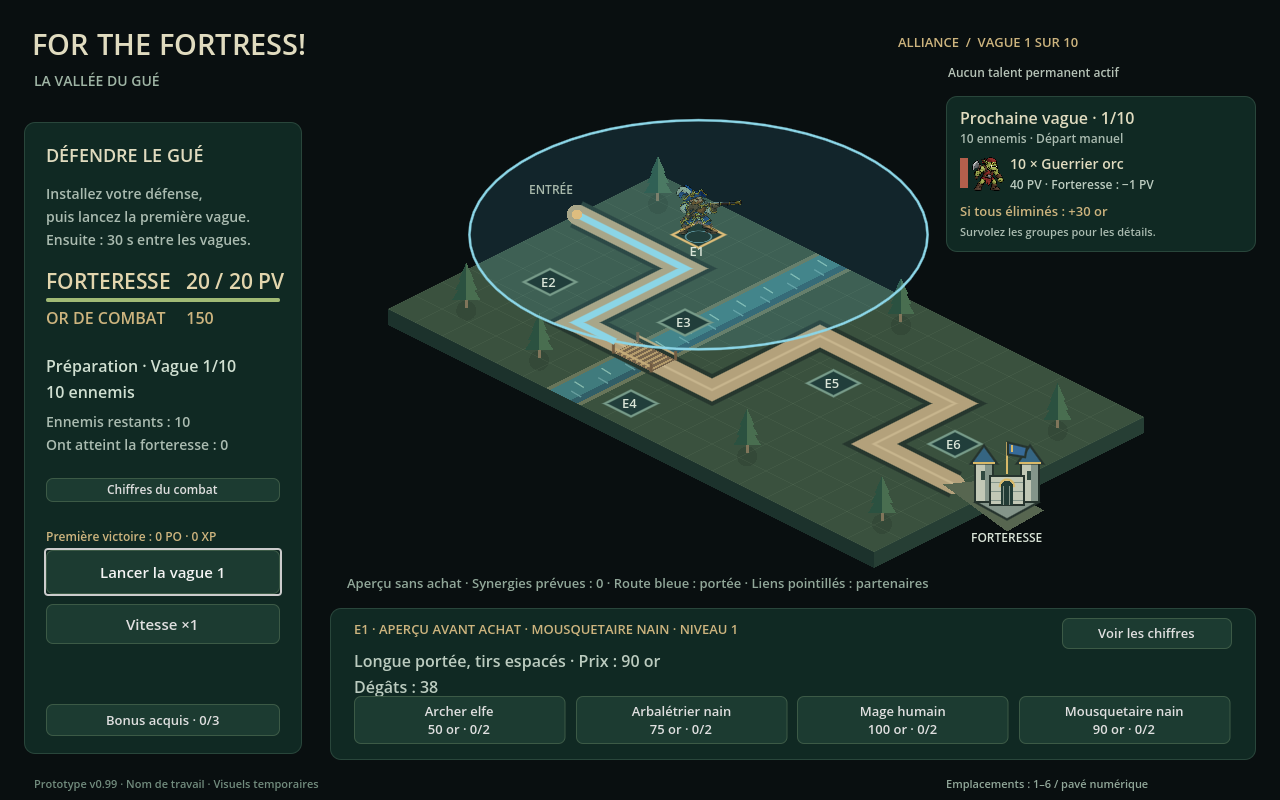 FOR THE FORTRESS!
LA VALLÉE DU GUÉ
ALLIANCE / VAGUE 1 SUR 10
Aucun talent permanent actif
Prochaine vague · 1/10
10 ennemis · Départ manuel
10 × Guerrier orc
40 PV · Forteresse : −1 PV
Si tous éliminés : +30 or
Survolez les groupes pour les détails.
DÉFENDRE LE GUÉ
Installez votre défense,
puis lancez la première vague.
Ensuite : 30 s entre les vagues.
FORTERESSE 20 / 20 PV
OR DE COMBAT 150
Préparation · Vague 1/10
10 ennemis
Ennemis restants : 10
Ont atteint la forteresse : 0
Chiffres du combat
Première victoire : 0 PO · 0 XP
Lancer la vague 1
Vitesse ×1
Bonus acquis · 0/3
ENTRÉE
E1
E2
E3
E4
E5
E6
FORTERESSE
Aperçu sans achat · Synergies prévues : 0 · Route bleue : portée · Liens pointillés : partenaires
E1 · APERÇU AVANT ACHAT · MOUSQUETAIRE NAIN · NIVEAU 1
Voir les chiffres
Longue portée, tirs espacés · Prix : 90 or
Dégâts : 38
Archer elfe
50 or · 0/2
Arbalétrier nain
75 or · 0/2
Mage humain
100 or · 0/2
Mousquetaire nain
90 or · 0/2
Prototype v0.99 · Nom de travail · Visuels temporaires
Emplacements : 1–6 / pavé numérique